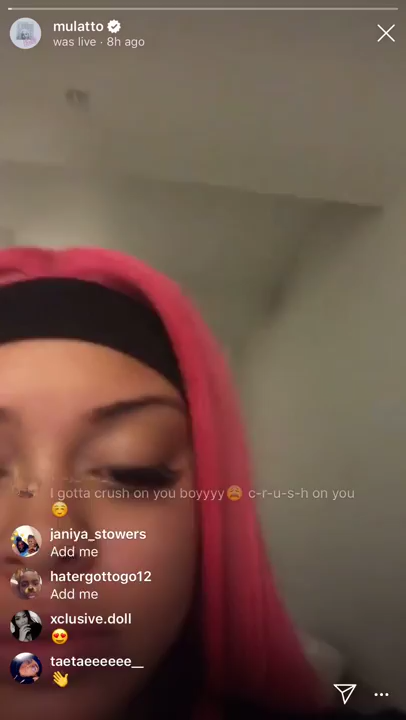 mulatto
was live · 8h ago
I gotta crush on you boyyyy😩 c-r-u-s-h on you
☺️
janiya_stowers
Add me
hatergottogo12
Add me
xclusive.doll
😍
taetaeeeeee__
👋